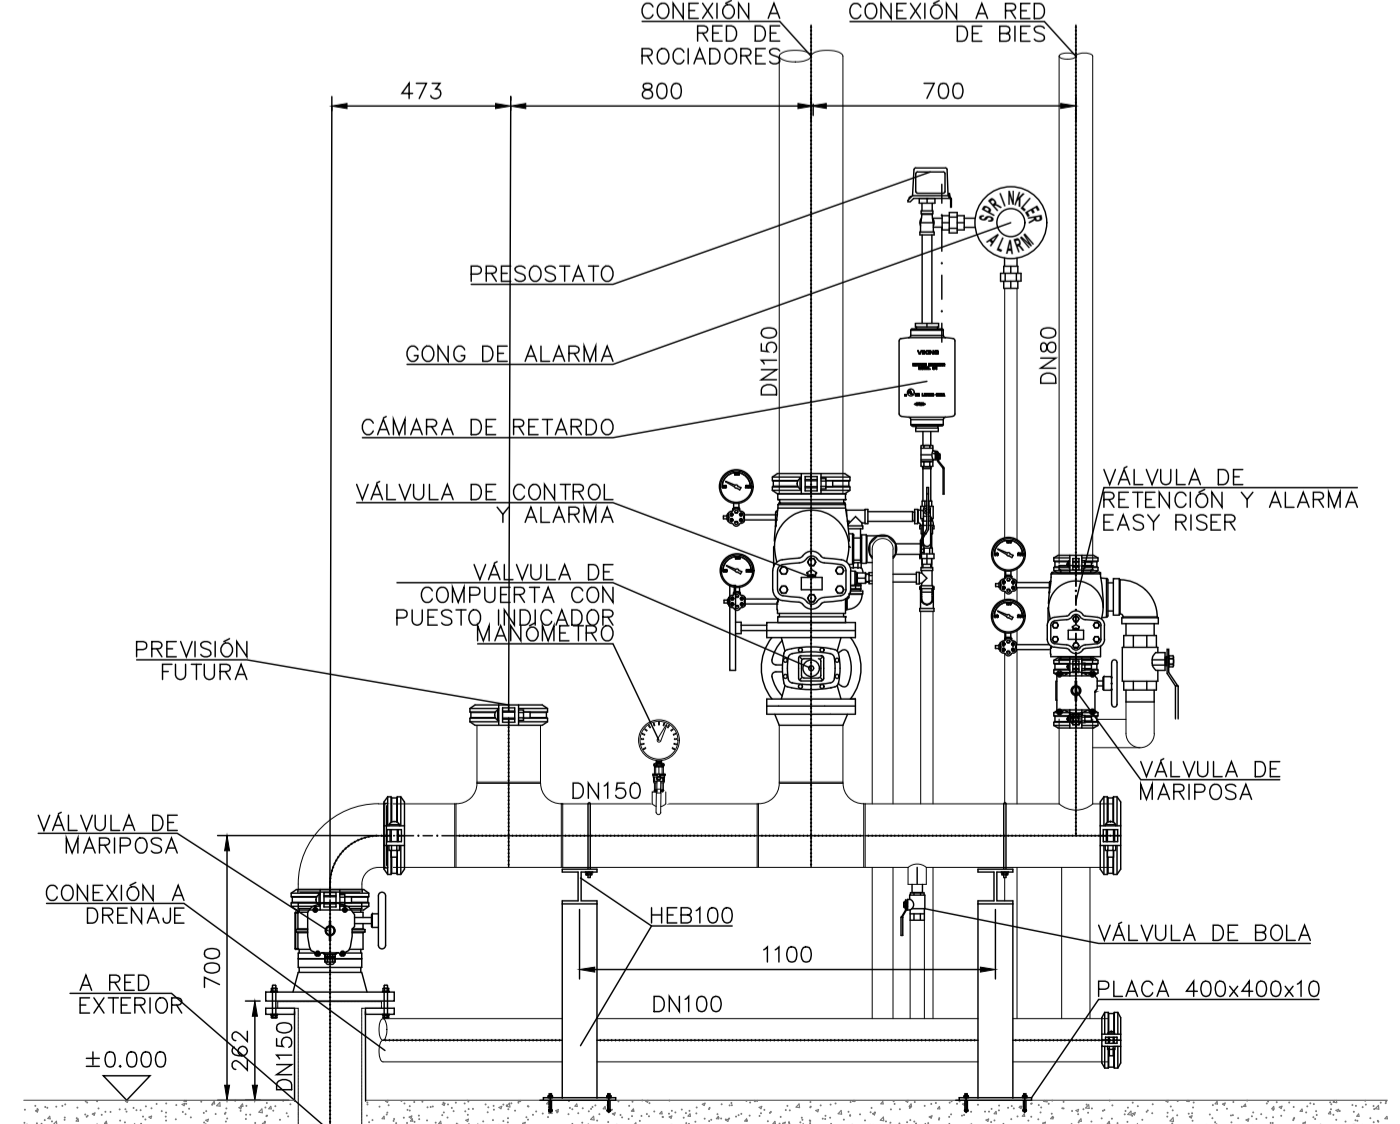 CONEXIÓN A
RED DE
ROCIADORES
CONEXIÓN A RED
DE BIES
473
800
700
SPRINKLER
ALARM
PRESOSTATO
GONG DE ALARMA
DN150
DN80
VIKING
CÁMARA DE RETARDO
VÁLVULA DE CONTROL
Y ALARMA
VÁLVULA DE
RETENCIÓN Y ALARMA
EASY RISER
VÁLVULA DE
COMPUERTA CON
PUESTO INDICADOR
MANÓMETRO
PREVISIÓN
FUTURA
VÁLVULA DE
MARIPOSA
DN150
VÁLVULA DE
MARIPOSA
CONEXIÓN A
DRENAJE
HEB100
VÁLVULA DE BOLA
1100
700
A RED
EXTERIOR
PLACA 400x400x10
DN100
262
DN150
±0.000